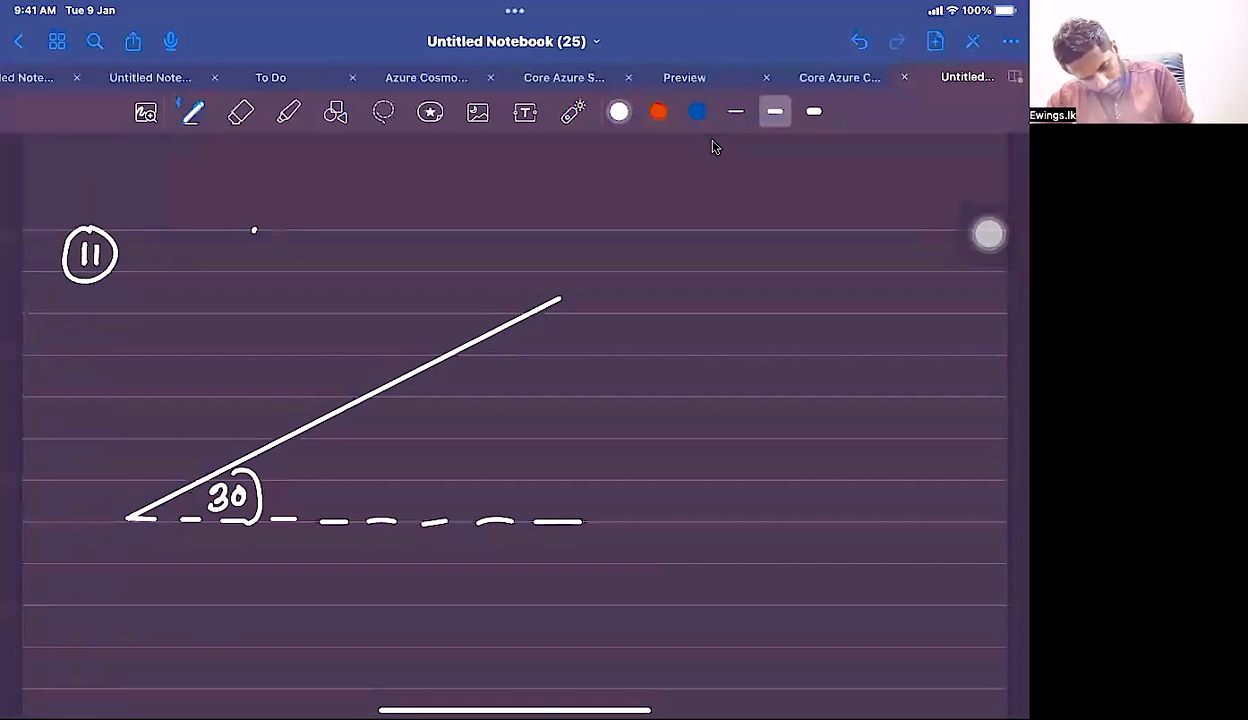 9:41 AM Tue 9 Jan
100%
Untitled Notebook (25)
led Note...
Untitled Note...
To Do
Azure Cosmo...
Core Azure S...
Preview
Core Azure C...
Untitled...
T
Ewings.lk
11
30